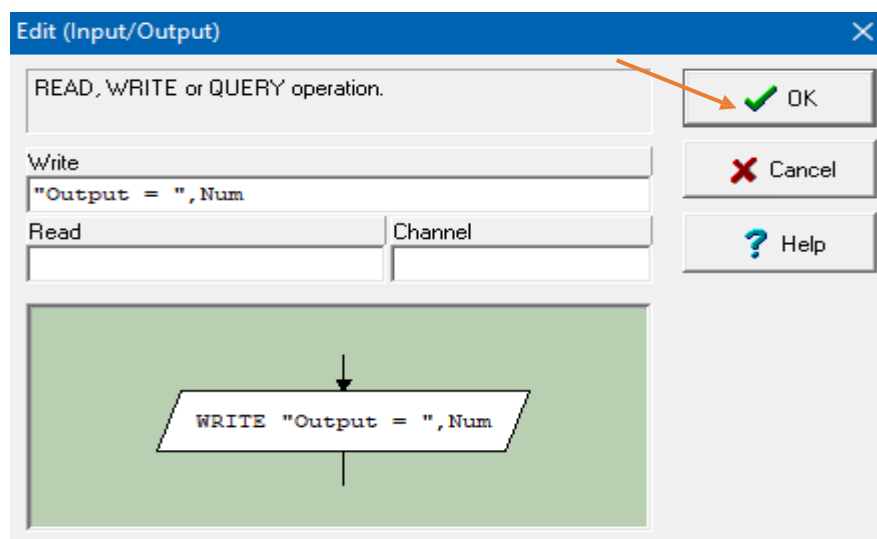 Edit (Input/Output)
READ, WRITE or QUERY operation.
OK
Write
Cancel
"Output = ",Num
Read
Channel
Help
WRITE "Output = ",Num